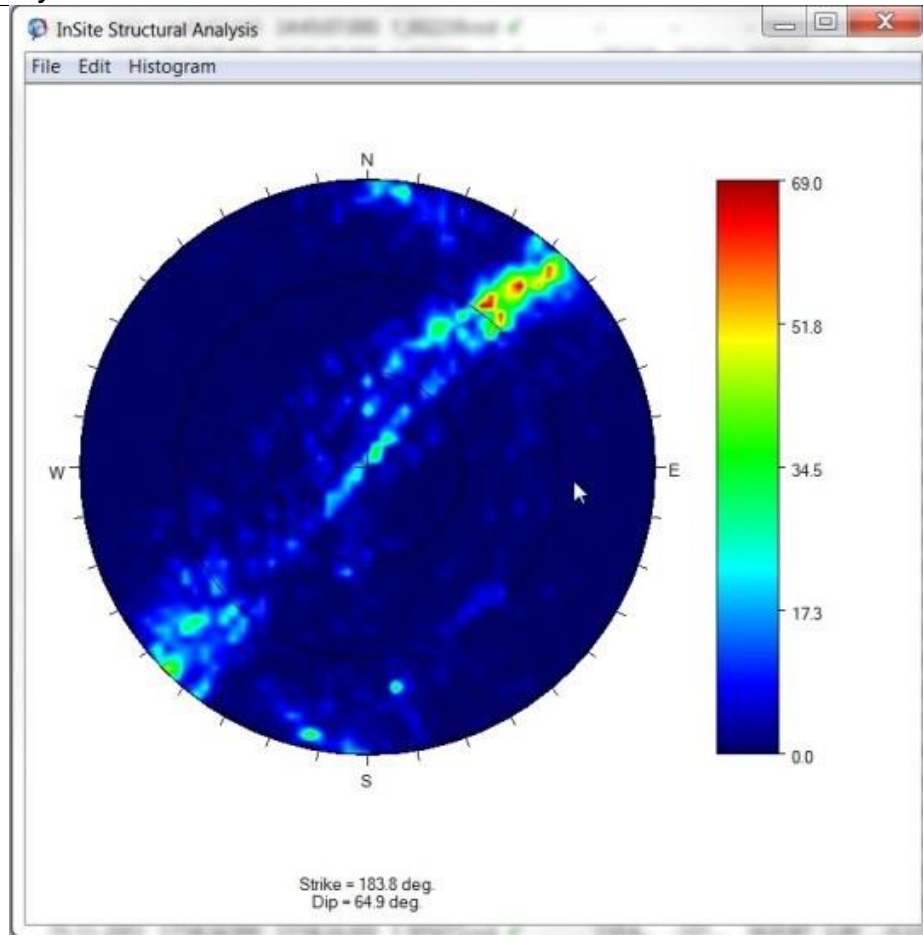 InSite Structural Analysis
File Edit Histogram
N
69.0
51.8
W
E
34.5
17.3
0.0
S
Strike = 183.8 deg.
Dip = 64.9 deg.